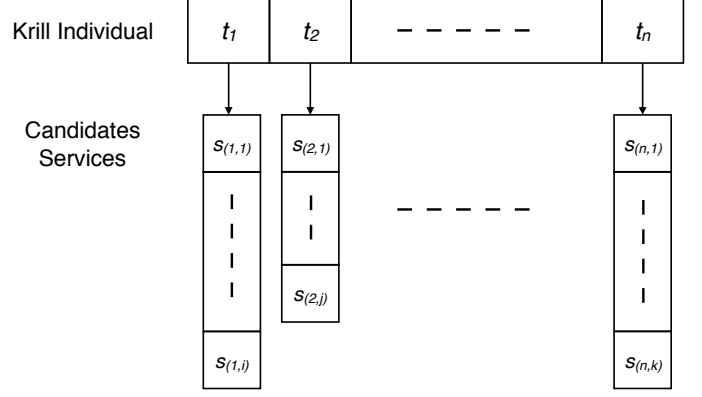 Krill Individual t1 t2 tn
Candidates
Services
s(1,1) s(2,1) s(n,1)
s(2,j)
s(1,i) s(n,k)